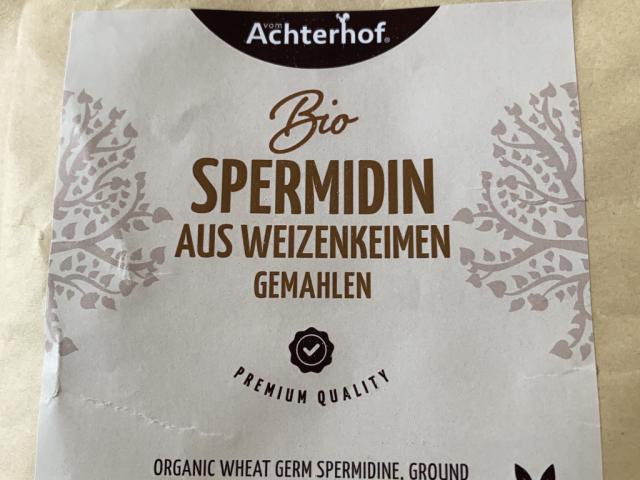 vom
Achterhof®
Bio
SPERMIDIN
AUS WEIZENKEIMEN
GEMAHLEN
PREMIUM QUALITY
ORGANIC WHEAT GERM SPERMIDINE, GROUND